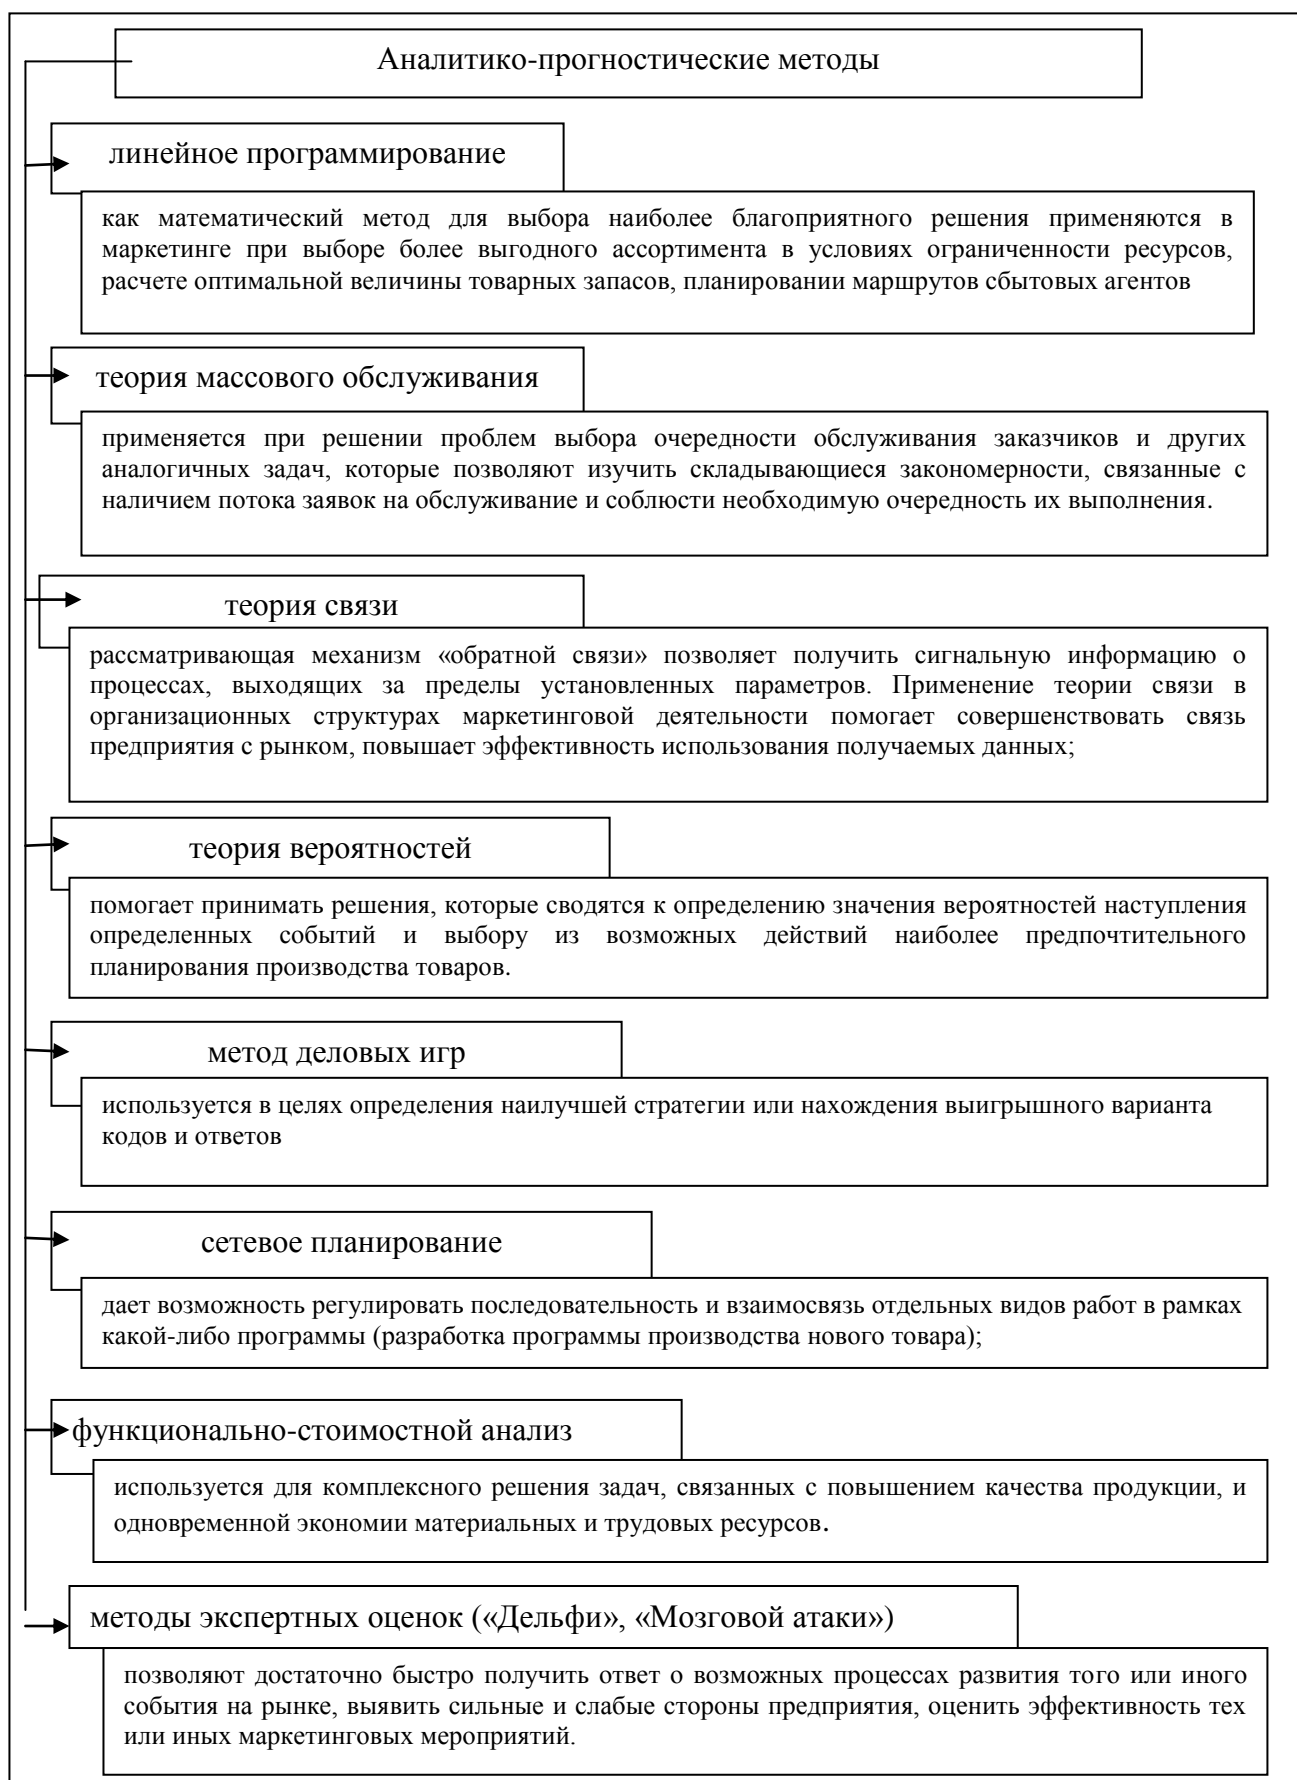 Аналитико-прогностические методы
линейное программирование
как математический метод для выбора наиболее благоприятного решения применяются в
маркетинге при выборе более выгодного ассортимента в условиях ограниченности ресурсов,
расчете оптимальной величины товарных запасов, планировании маршрутов сбытовых агентов
теория массового обслуживания
применяется при решении проблем выбора очередности обслуживания заказчиков и других
аналогичных задач, которые позволяют изучить складывающиеся закономерности, связанные с
наличием потока заявок на обслуживание и соблюсти необходимую очередность их выполнения.
теория связи
рассматривающая механизм «обратной связи» позволяет получить сигнальную информацию о
процессах, выходящих за пределы установленных параметров. Применение теории связи в
организационных структурах маркетинговой деятельности помогает совершенствовать связь
предприятия с рынком, повышает эффективность использования получаемых данных;
теория вероятностей
помогает принимать решения, которые сводятся к определению значения вероятностей наступления
определенных событий и выбору из возможных действий наиболее предпочтительного
планирования производства товаров.
метод деловых игр
используется в целях определения наилучшей стратегии или нахождения выигрышного варианта
кодов и ответов
сетевое планирование
дает возможность регулировать последовательность и взаимосвязь отдельных видов работ в рамках
какой-либо программы (разработка программы производства нового товара);
функционально-стоимостной анализ
используется для комплексного решения задач, связанных с повышением качества продукции, и
одновременной экономии материальных и трудовых ресурсов.
методы экспертных оценок («Дельфи», «Мозговой атаки»)
позволяют достаточно быстро получить ответ о возможных процессах развития того или иного
события на рынке, выявить сильные и слабые стороны предприятия, оценить эффективность тех
или иных маркетинговых мероприятий.